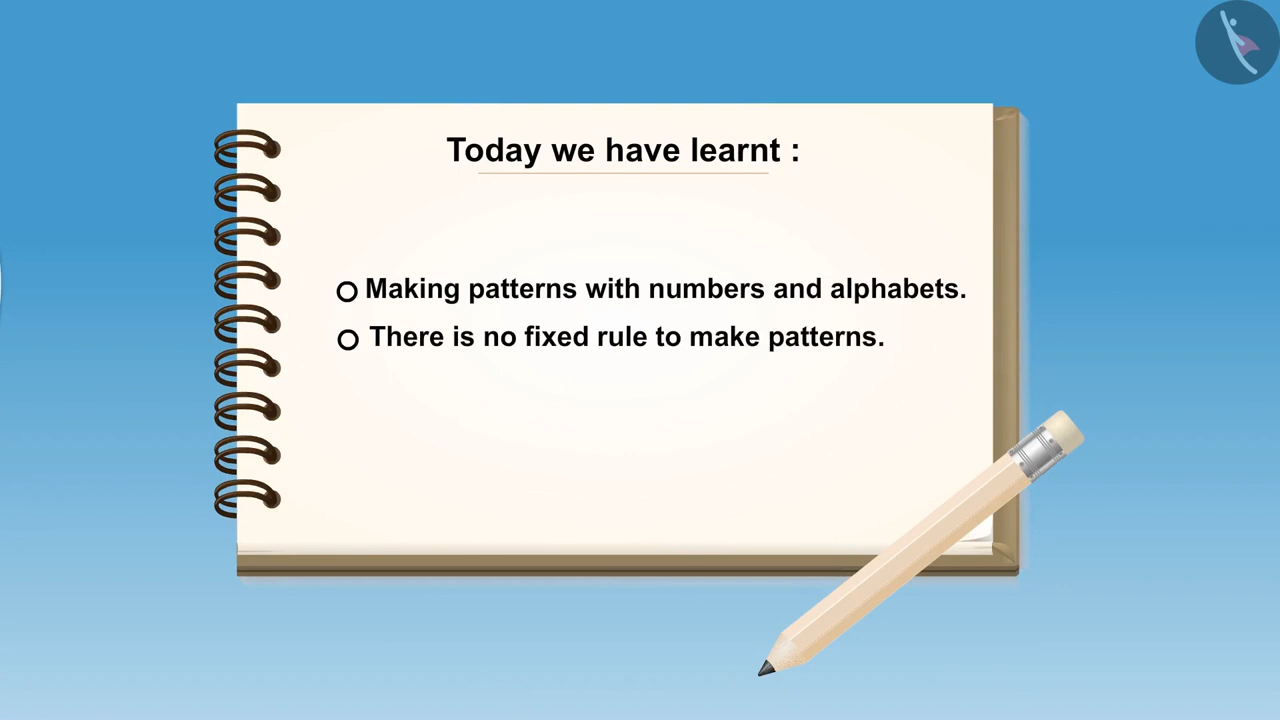 Today we have learnt :
Making patterns with numbers and alphabets.
There is no fixed rule to make patterns.